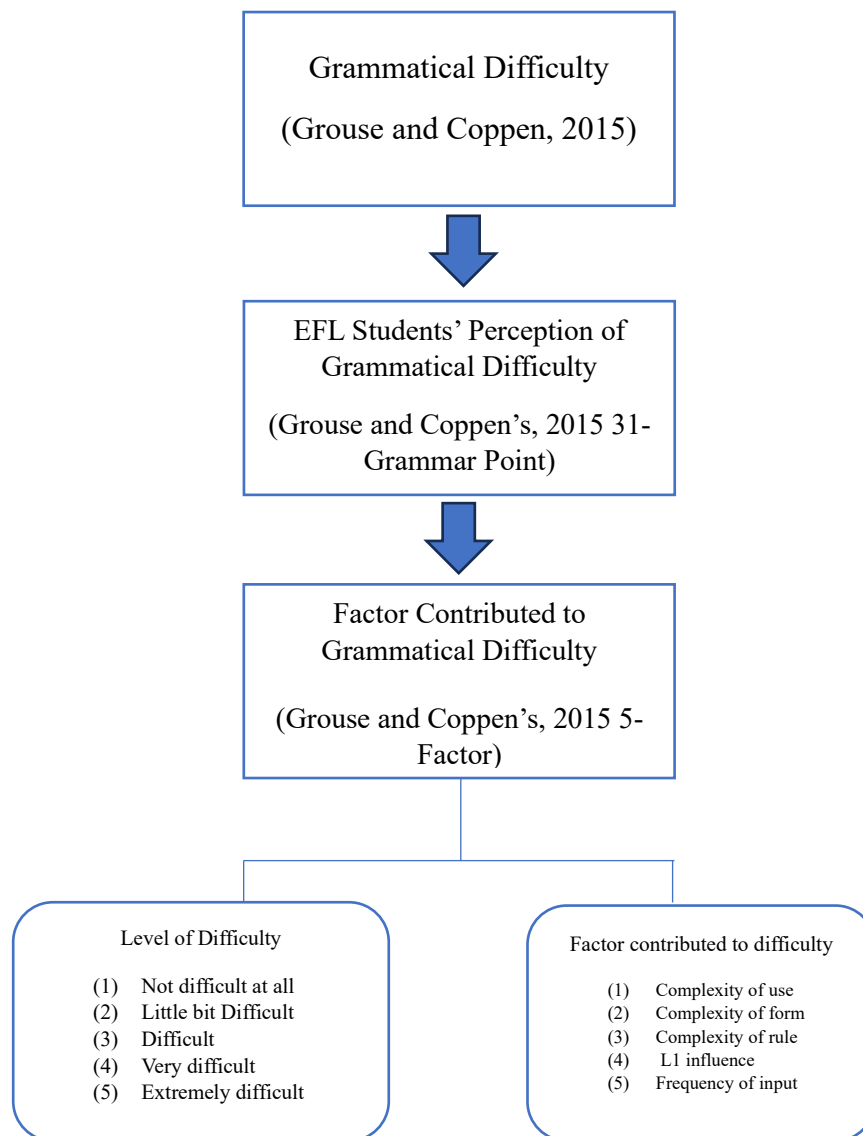 Grammatical Difficulty
(Grouse and Coppen, 2015)
EFL Students’ Perception of
Grammatical Difficulty
(Grouse and Coppen’s, 2015 31-
Grammar Point)
Factor Contributed to
Grammatical Difficulty
(Grouse and Coppen’s, 2015 5-
Factor)
Level of Difficulty
(1) Not difficult at all
(2) Little bit Difficult
(3) Difficult
(4) Very difficult
(5) Extremely difficult
Factor contributed to difficulty
(1) Complexity of use
(2) Complexity of form
(3) Complexity of rule
(4) L1 influence
(5) Frequency of input